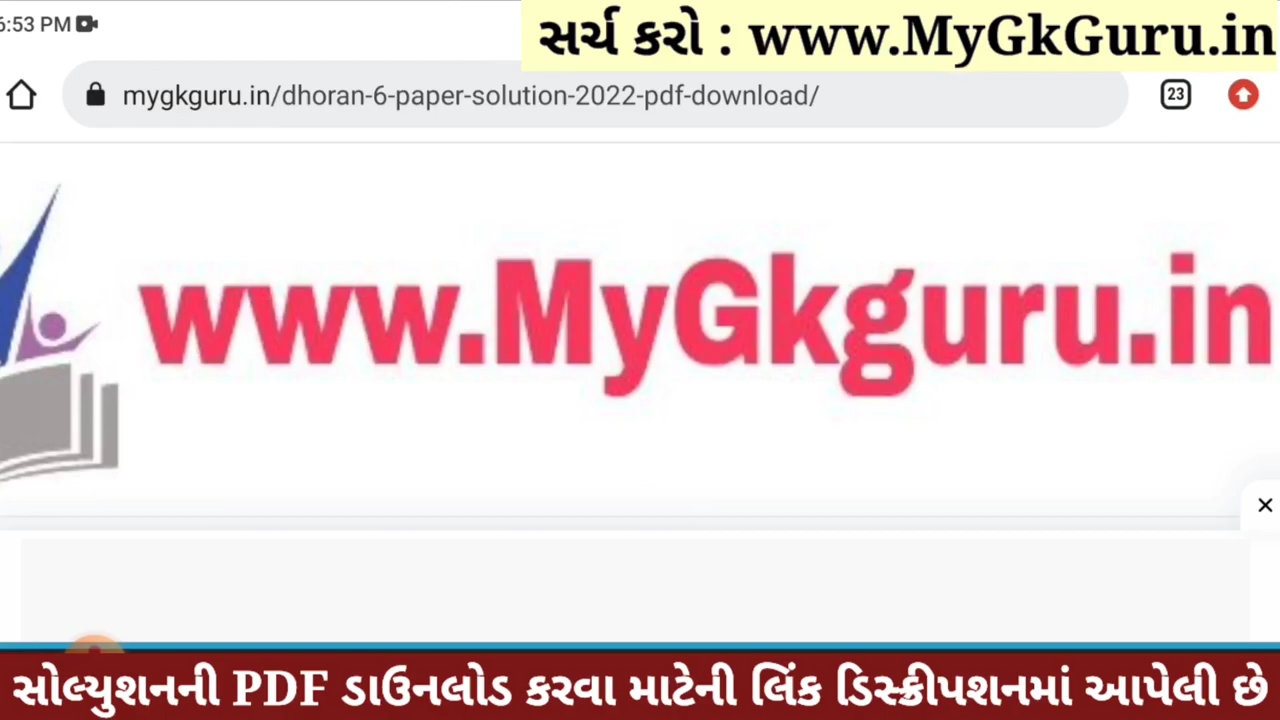 6:53 PM
સર્ચ કરો : www.MyGkGuru.in
mygkguru.in/dhoran-6-paper-solution-2022-pdf-download/
23
www.MyGkguru.in
સોલ્યુશનની PDF ડાઉનલોડ કરવા માટેની લિંક ડિસ્ક્રીપશનમાં આપેલી છે